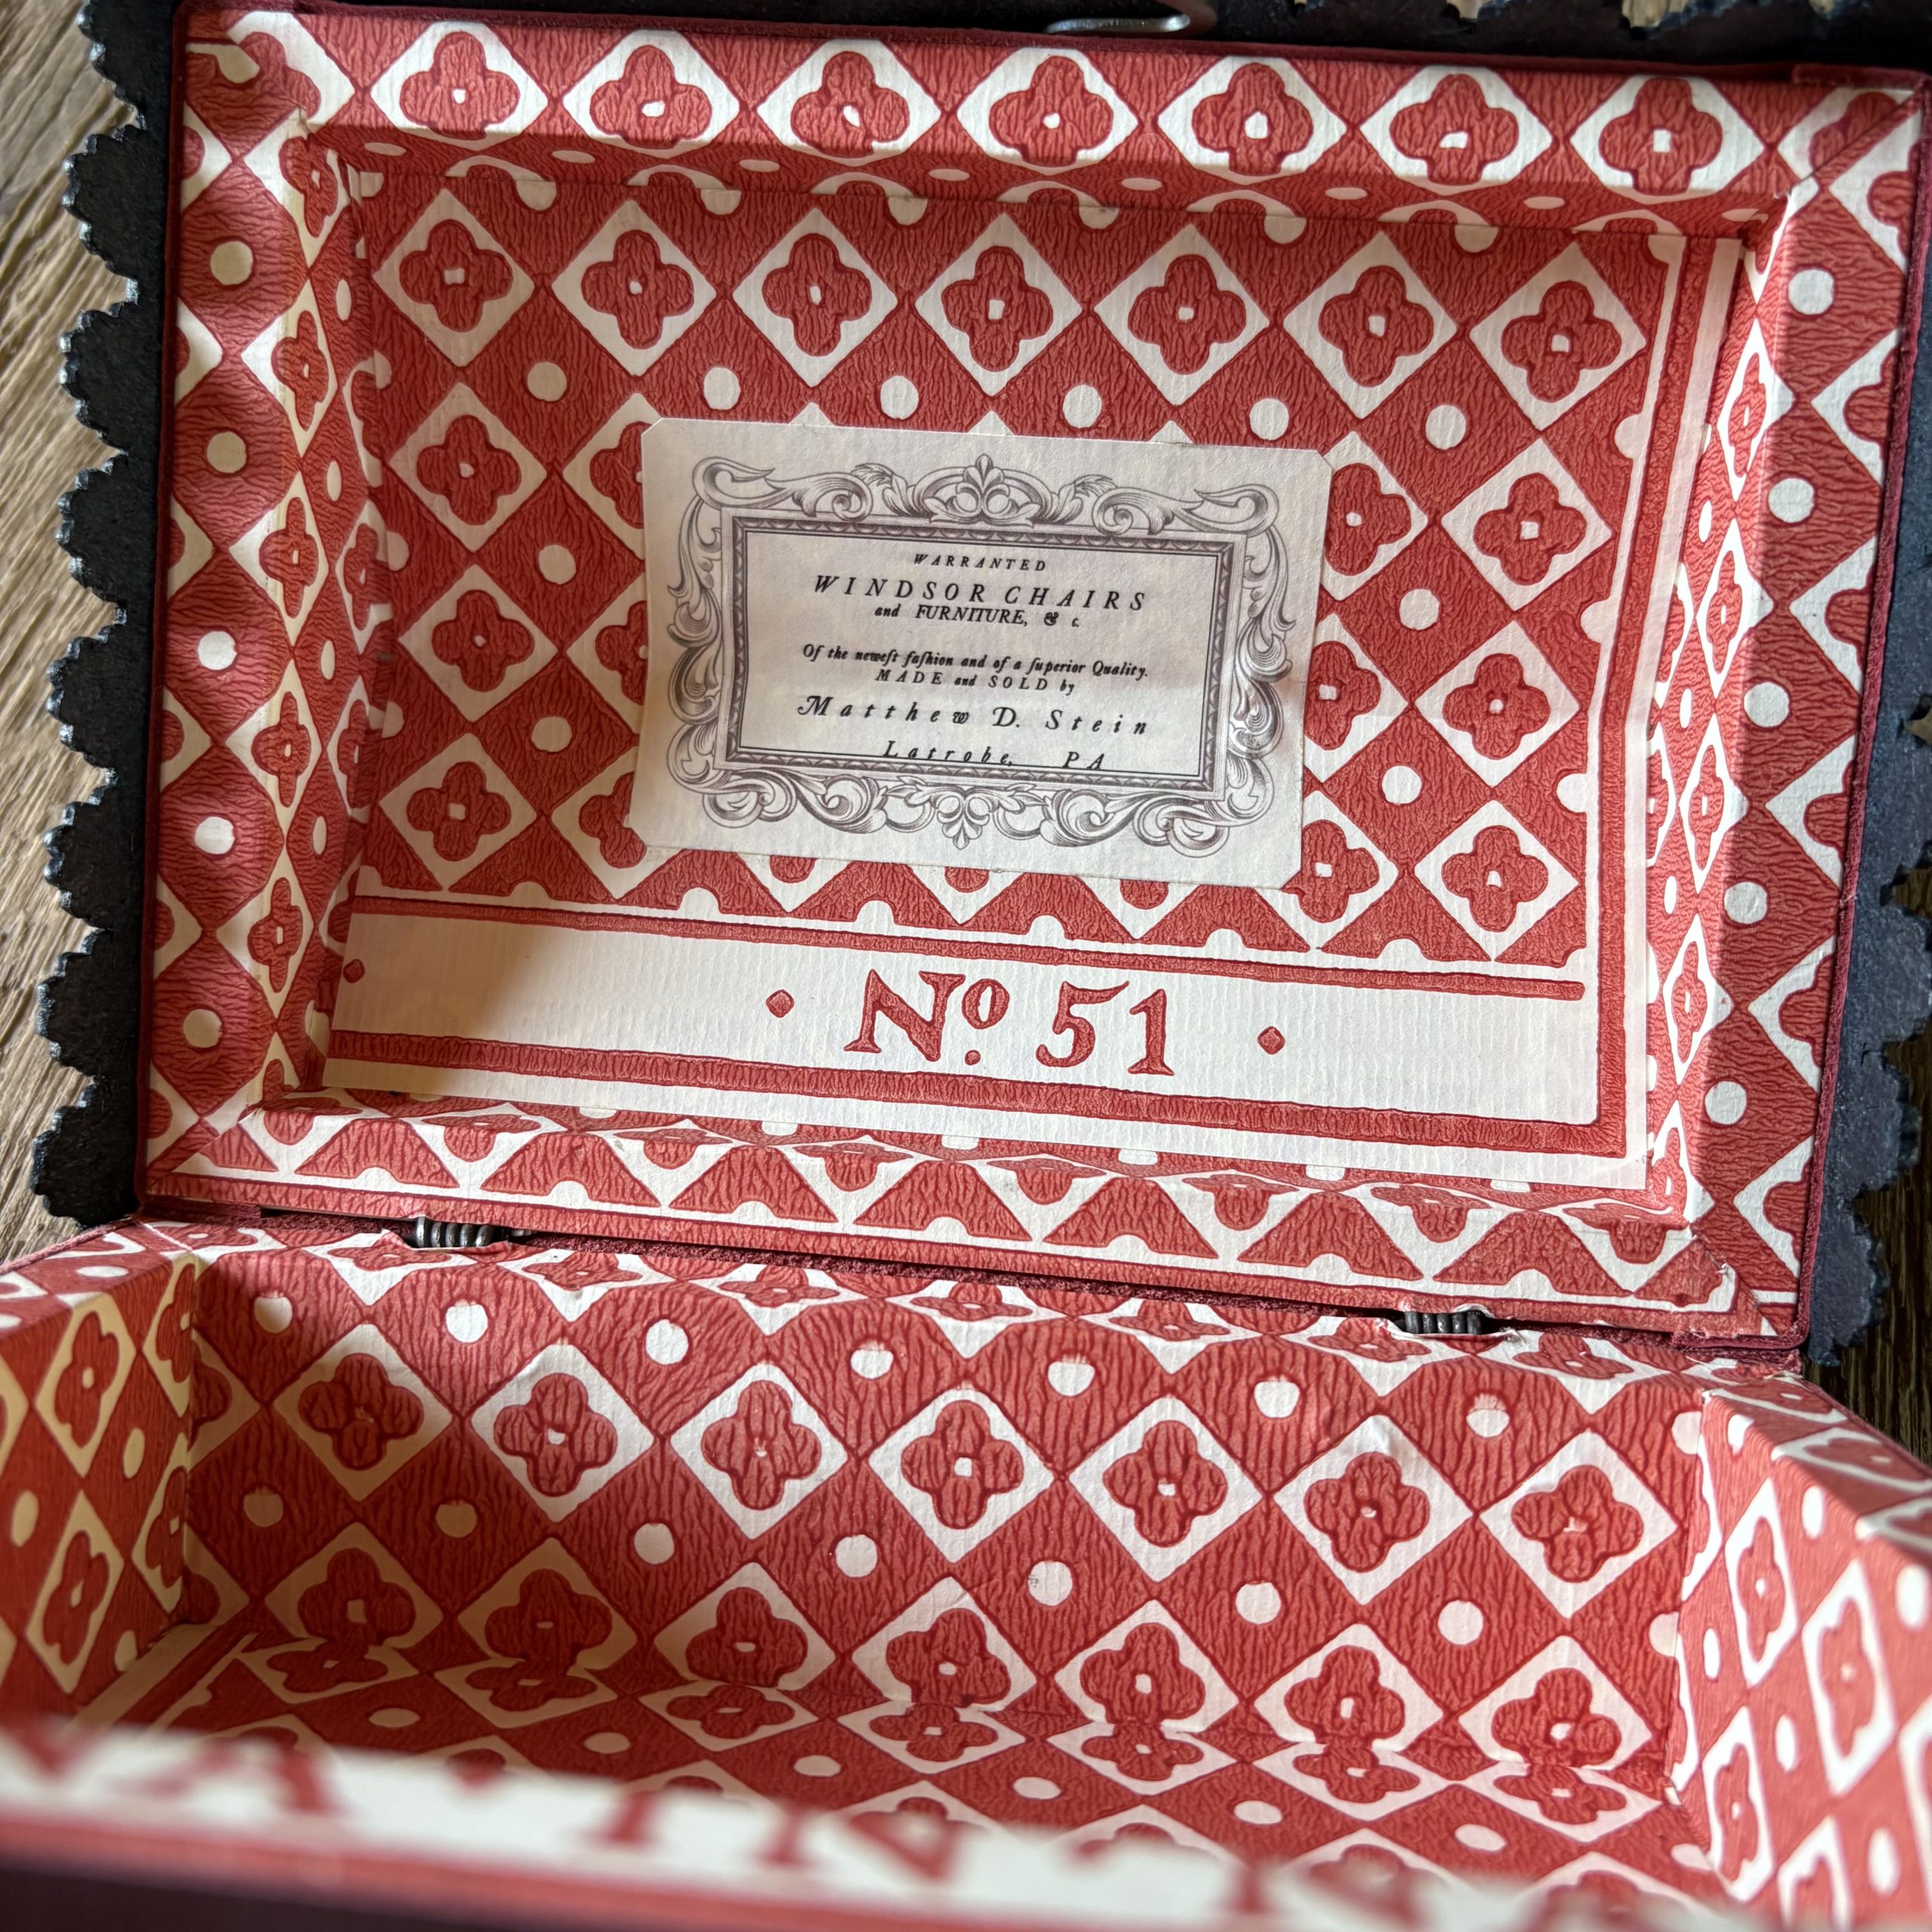 WARRANTED
WINDSOR CHAIRS
and FURNITURE, & c.
Of the neweſt faſhion and of a ſuperior Quality.
MADE and SOLD by
Matthew D. Stein
Latrobe, PA
Nº. 51